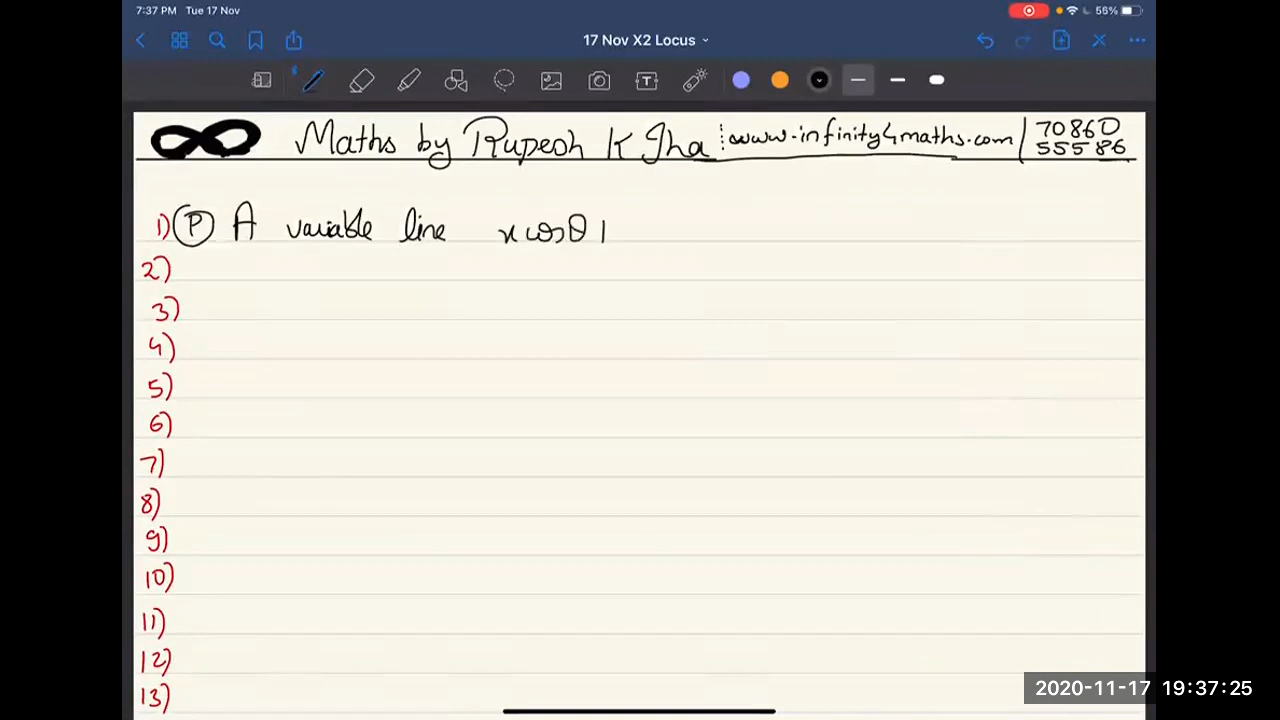 7:37 PM Tue 17 Nov
56%
17 Nov X2 Locus
T
Maths by Rupesh K Jha www.infinity4maths.com 70860 55586
1) P A variable line x cosθ |
2)
3)
4)
5)
6)
7)
8)
9)
10)
11)
12)
13)
2020-11-17 19:37:25